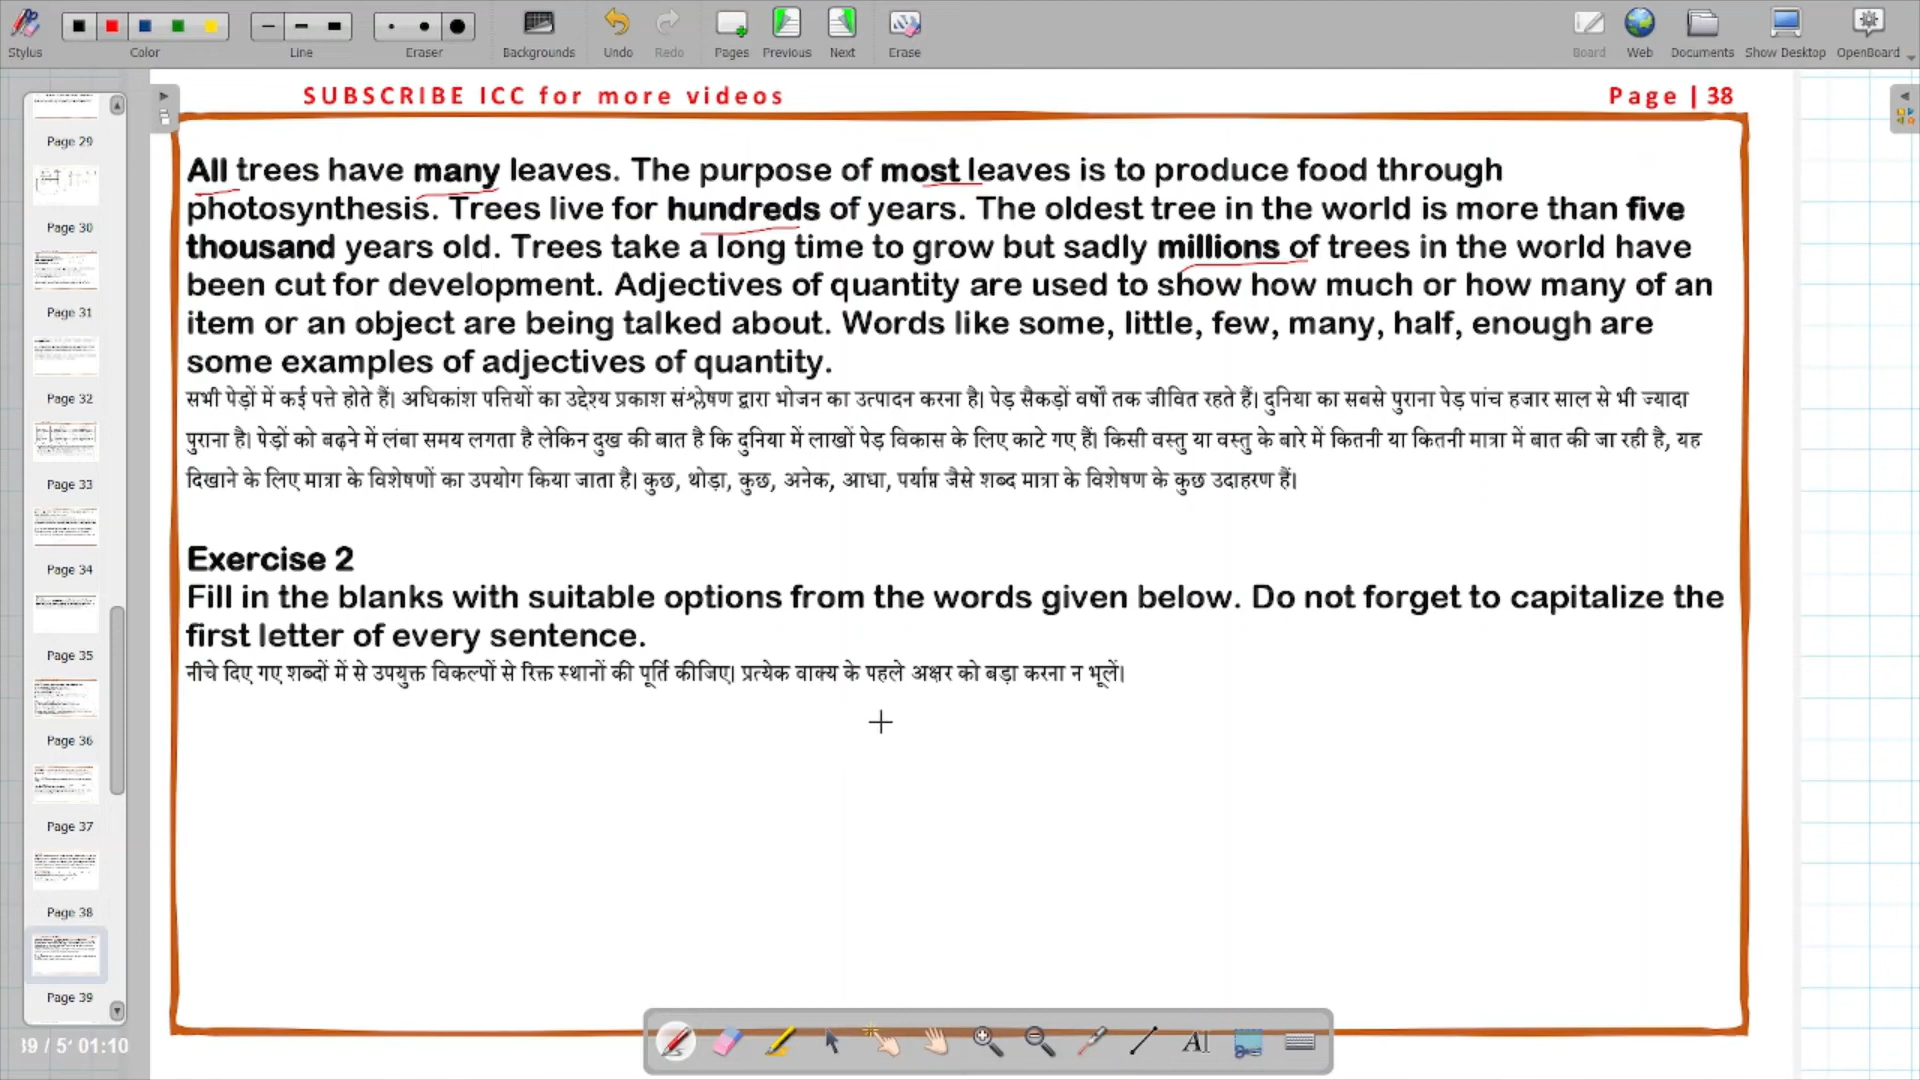 Stylus Color Line Eraser Backgrounds Undo Redo Pages Previous Next Erase Board Web Documents Show Desktop OpenBoard
SUBSCRIBE ICC for more videos
Page | 38
All trees have many leaves. The purpose of most leaves is to produce food through
photosynthesis. Trees live for hundreds of years. The oldest tree in the world is more than five
thousand years old. Trees take a long time to grow but sadly millions of trees in the world have
been cut for development. Adjectives of quantity are used to show how much or how many of an
item or an object are being talked about. Words like some, little, few, many, half, enough are
some examples of adjectives of quantity.
सभी पेड़ों में कई पत्ते होते हैं। अधिकांश पत्तियों का उद्देश्य प्रकाश संश्लेषण द्वारा भोजन का उत्पादन करना है। पेड़ सैकड़ों वर्षों तक जीवित रहते हैं। दुनिया का सबसे पुराना पेड़ पांच हजार साल से भी ज्यादा
पुराना है। पेड़ों को बढ़ने में लंबा समय लगता है लेकिन दुख की बात है कि दुनिया में लाखों पेड़ विकास के लिए काटे गए हैं। किसी वस्तु या वस्तु के बारे में कितनी या कितनी मात्रा में बात की जा रही है, यह
दिखाने के लिए मात्रा के विशेषणों का उपयोग किया जाता है। कुछ, थोड़ा, कुछ, अनेक, आधा, पर्याप्त जैसे शब्द मात्रा के विशेषण के कुछ उदाहरण हैं।
Exercise 2
Fill in the blanks with suitable options from the words given below. Do not forget to capitalize the
first letter of every sentence.
नीचे दिए गए शब्दों में से उपयुक्त विकल्पों से रिक्त स्थानों की पूर्ति कीजिए। प्रत्येक वाक्य के पहले अक्षर को बड़ा करना न भूलें।
Page 29
Page 30
Page 31
Page 32
Page 33
Page 34
Page 35
Page 36
Page 37
Page 38
Page 39
01:10